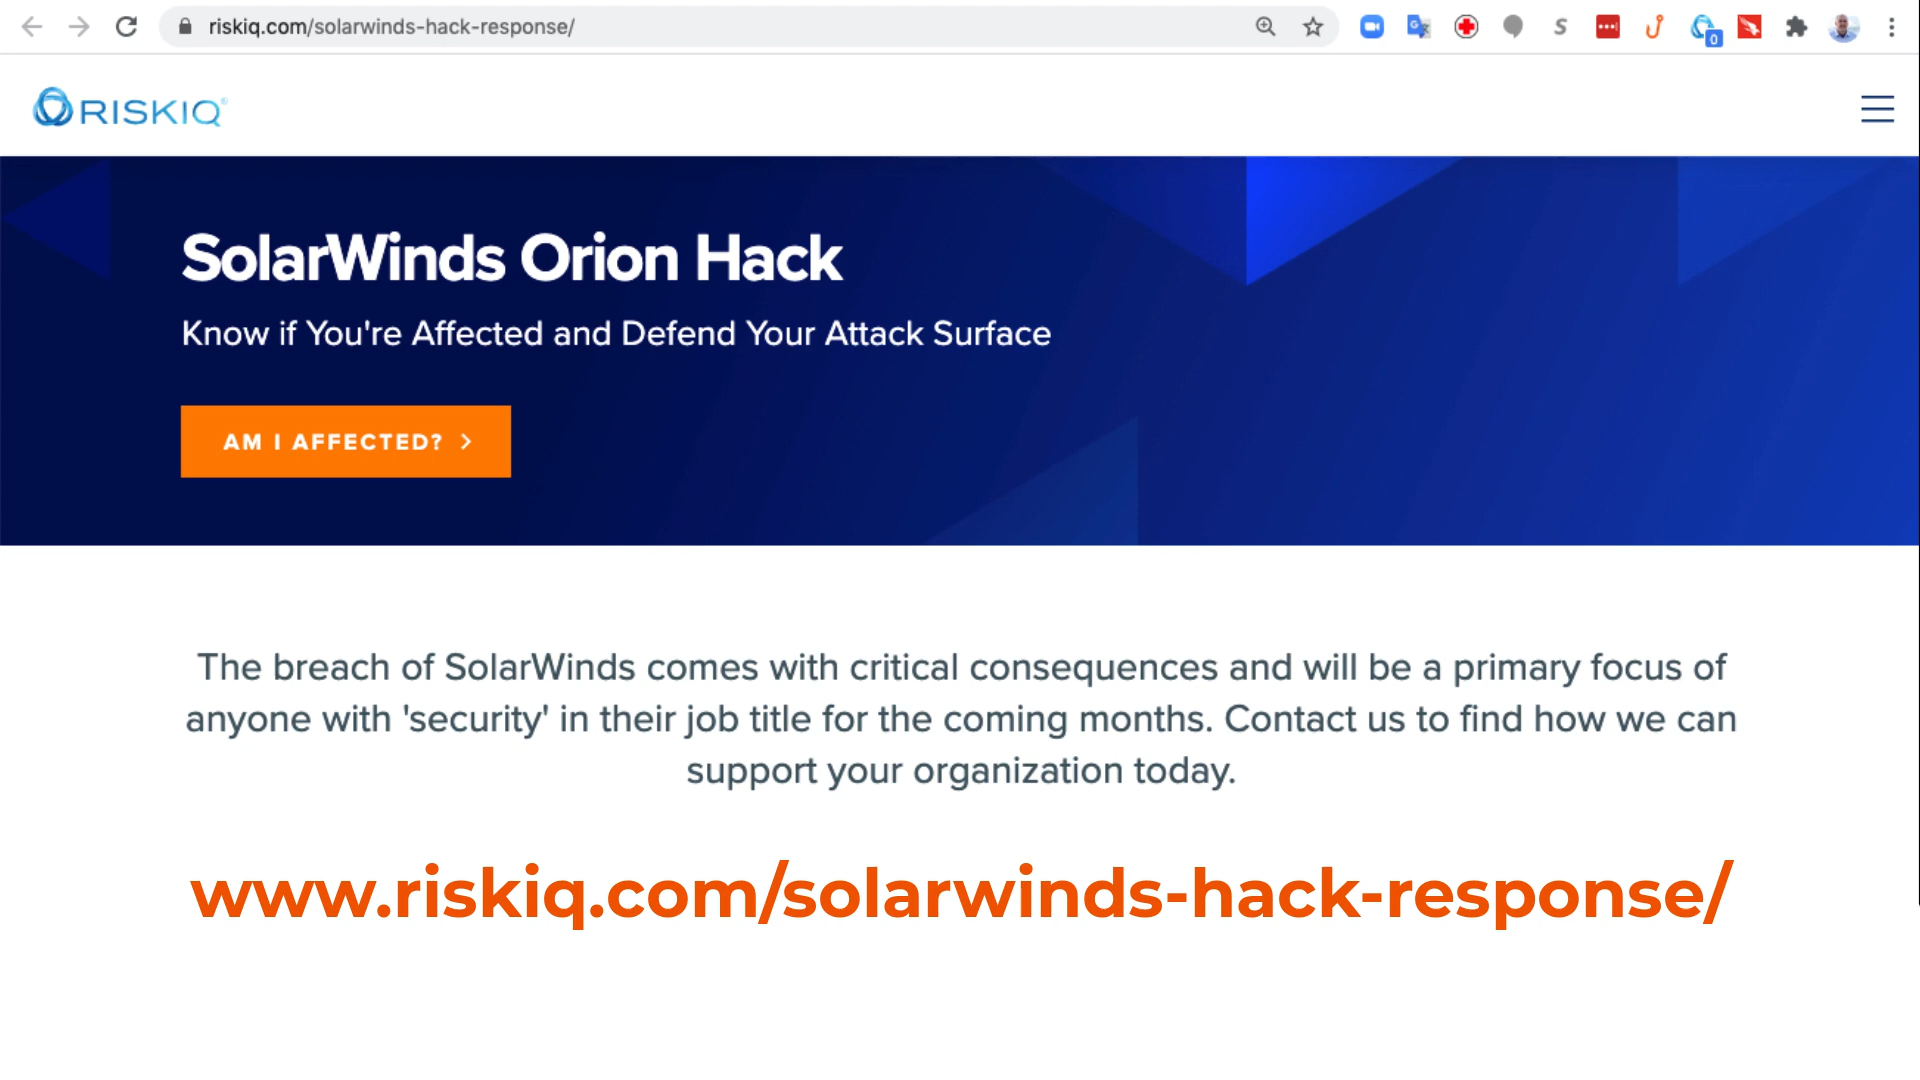 riskiq.com/solarwinds-hack-response/
0
RISKIQ®
SolarWinds Orion Hack
Know if You're Affected and Defend Your Attack Surface
AM I AFFECTED? >
The breach of SolarWinds comes with critical consequences and will be a primary focus of
anyone with 'security' in their job title for the coming months. Contact us to find how we can
support your organization today.
www.riskiq.com/solarwinds-hack-response/